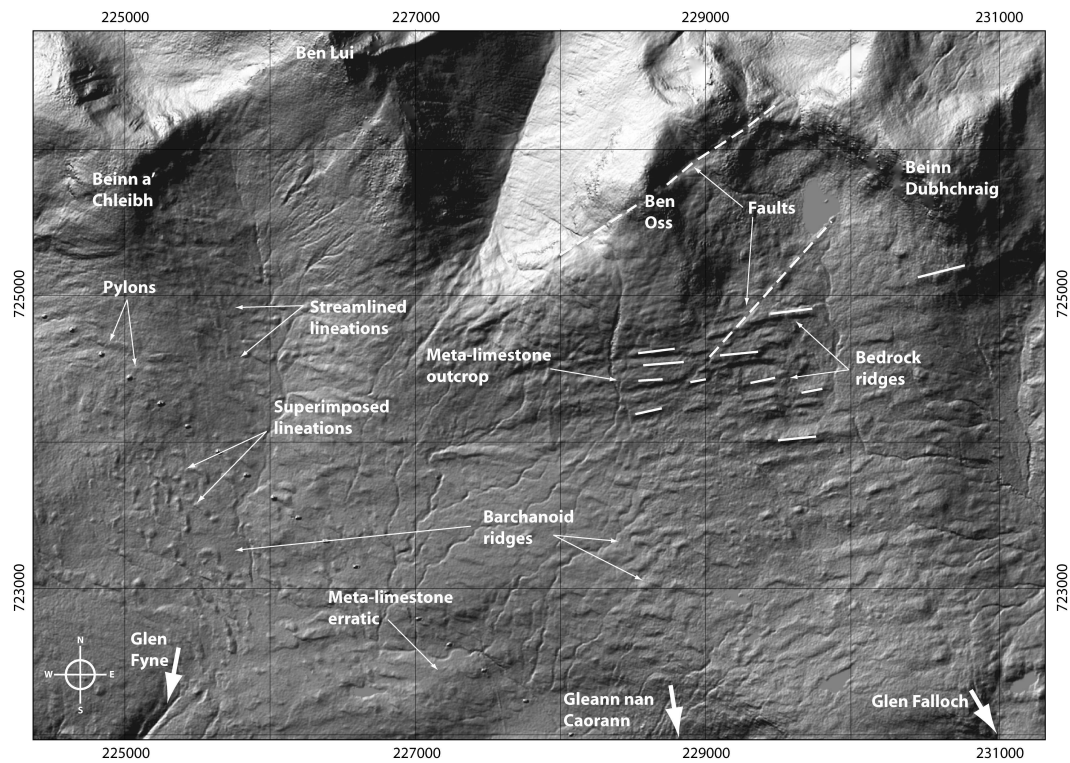 225000
227000
229000
231000
Ben Lui
Beinn a’
Chleibh
Ben
Oss
Faults
Beinn
Dubhchraig
725000
725000
Pylons
Streamlined
lineations
Meta-limestone
outcrop
Bedrock
ridges
Superimposed
lineations
Barchanoid
ridges
723000
723000
Meta-limestone
erratic
N
W
E
S
Glen
Fyne
Gleann nan
Caorann
Glen Falloch
225000
227000
229000
231000